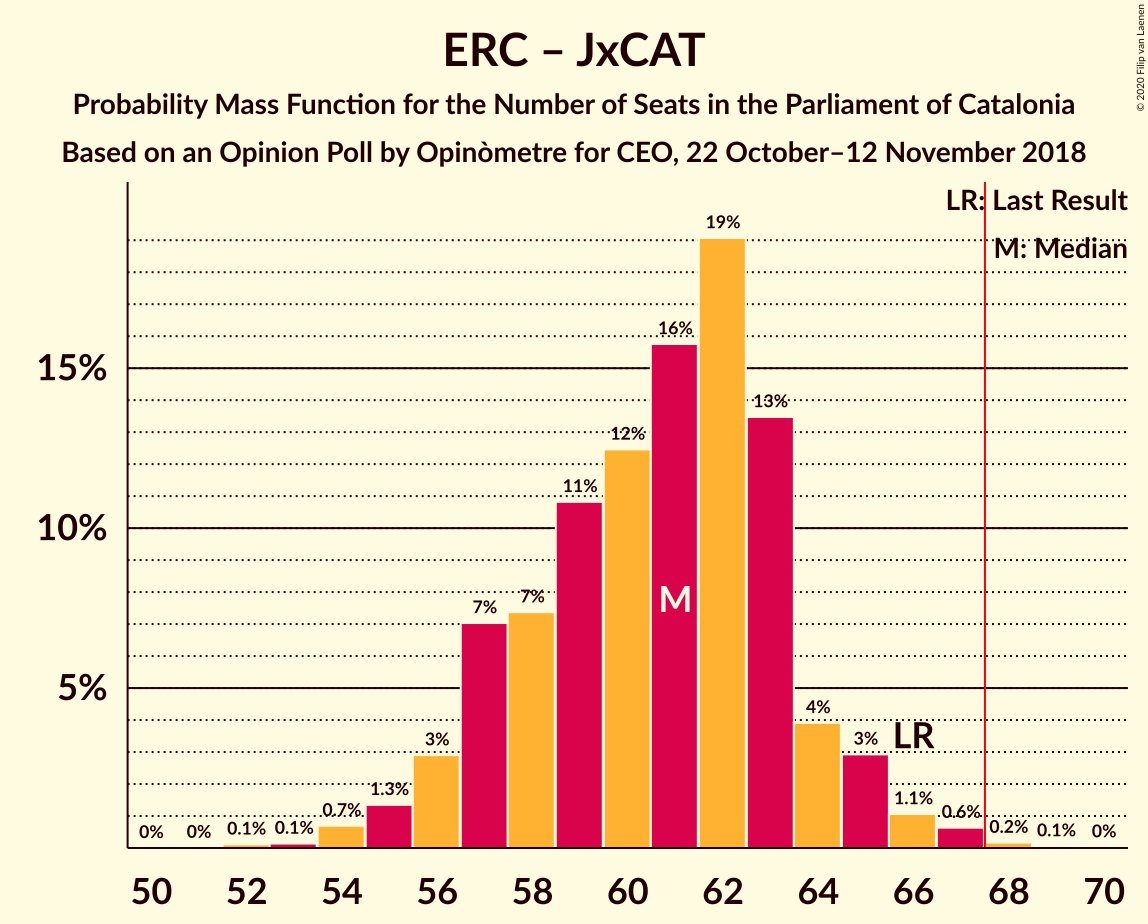 ERC – JxCAT
Probability Mass Function for the Number of Seats in the Parliament of Catalonia
Based on an Opinion Poll by Opinòmetre for CEO, 22 October–12 November 2018
© 2020 Filip van Laenen
LR: Last Result
M: Median
19%
16%
15%
13%
12%
11%
10%
7%
7%
M
5%
4%
3%
LR
3%
1.3%
1.1%
0.7%
0.6%
0%
0%
0.1%
0.1%
0.2%
0.1%
0%
50 52 54 56 58 60 62 64 66 68 70